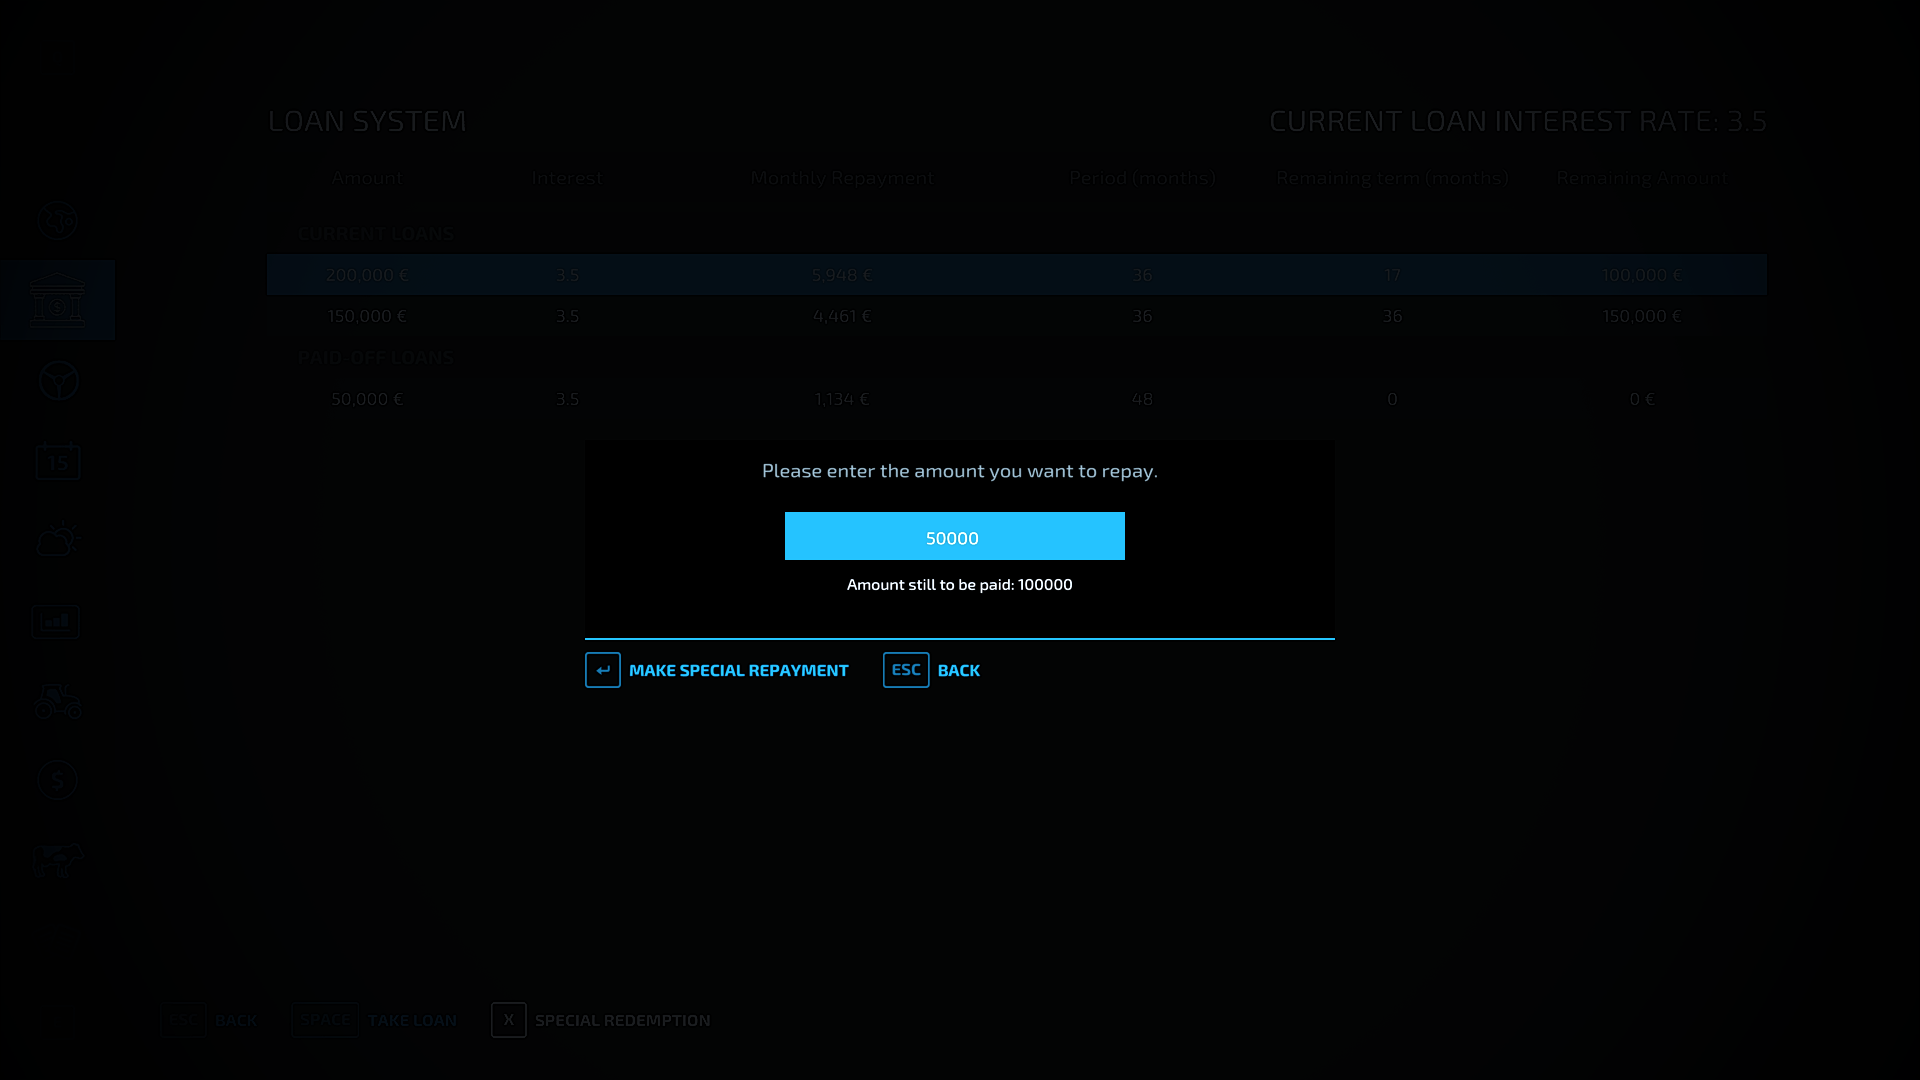 LOAN SYSTEM
CURRENT LOAN INTEREST RATE: 3.5
Amount Interest Monthly Repayment Period (months) Remaining term (months) Remaining Amount
CURRENT LOANS
200,000 € 3.5 5,948 € 36 17 100,000 €
150,000 € 3.5 4,461 € 36 36 150,000 €
PAID-OFF LOANS
50,000 € 3.5 1,134 € 48 0 0 €
15
Please enter the amount you want to repay.
50000
Amount still to be paid: 100000
MAKE SPECIAL REPAYMENT ESC BACK
ESC BACK SPACE TAKE LOAN X SPECIAL REDEMPTION